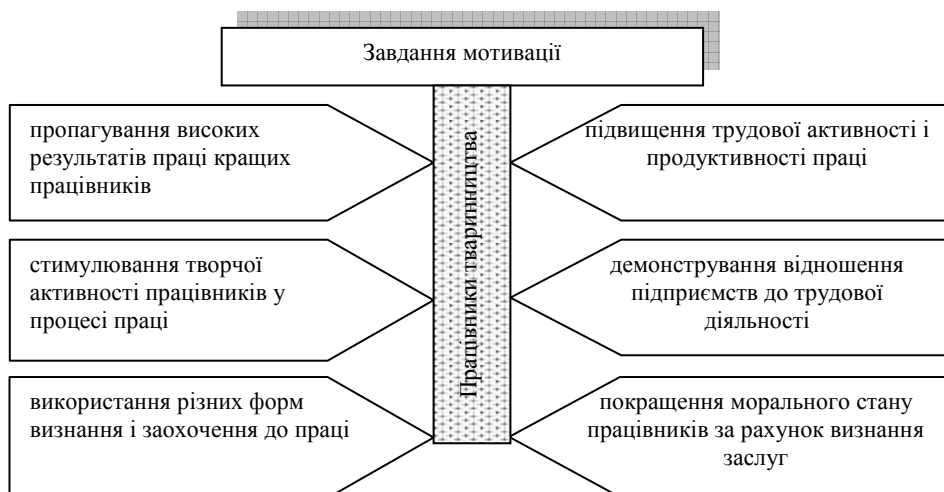 Завдання мотивації
пропагування високих
результатів праці кращих
працівників
підвищення трудової активності і
продуктивності праці
стимулювання творчої
активності працівників у
процесі праці
Працівники тваринництва
демонстрування відношення
підприємств до трудової
діяльності
використання різних форм
визнання і заохочення до праці
покращення морального стану
працівників за рахунок визнання
заслуг